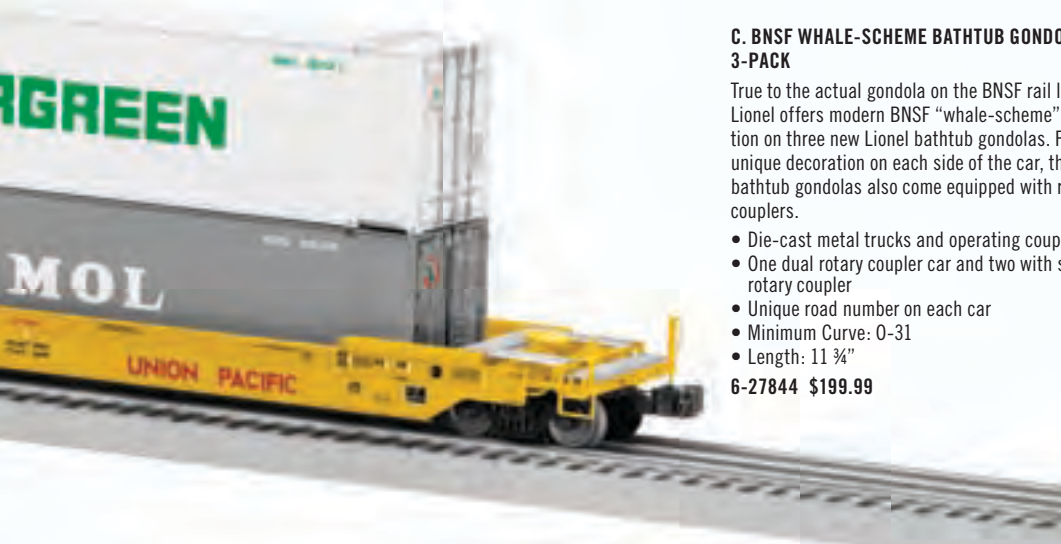 RGREEN
MOL
UNION PACIFIC
C. BNSF WHALE-SCHEME BATHTUB GONDO
3-PACK
True to the actual gondola on the BNSF rail l
Lionel offers modern BNSF “whale-scheme”
tion on three new Lionel bathtub gondolas. F
unique decoration on each side of the car, th
bathtub gondolas also come equipped with r
couplers.
• Die-cast metal trucks and operating coup
• One dual rotary coupler car and two with s
rotary coupler
• Unique road number on each car
• Minimum Curve: O-31
• Length: 11 ¾”
6-27844 $199.99